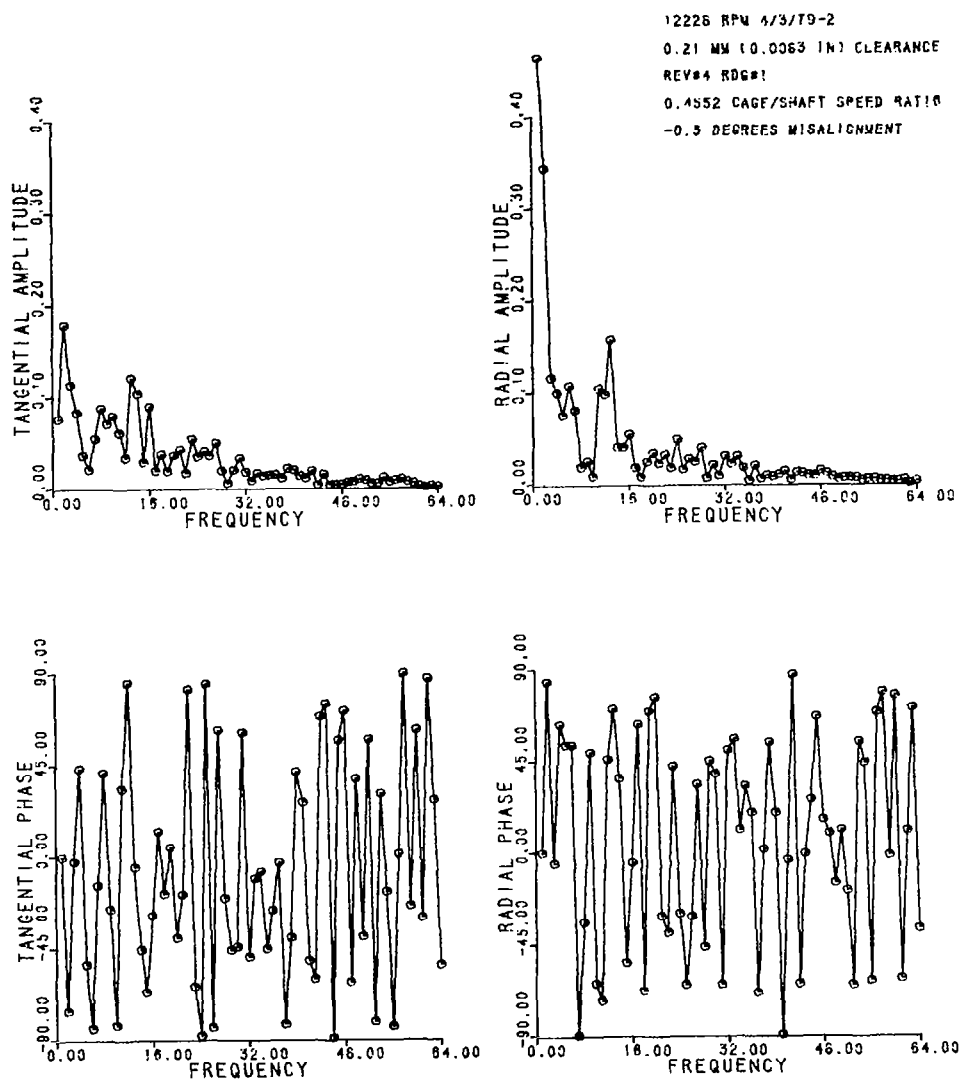 12226 RPM 4/3/79-2
0.21 MM (0.0083 IN) CLEARANCE
REV#4 RDG#1
0.4552 CAGE/SHAFT SPEED RATIO
-0.5 DEGREES MISALIGNMENT
TANGENTIAL AMPLITUDE
0.00 0.10 0.20 0.30 0.40
0.00 16.00 32.00 48.00 64.00
FREQUENCY
RADIAL AMPLITUDE
0.00 0.10 0.20 0.30 0.40
0.00 16.00 32.00 48.00 64.00
FREQUENCY
TANGENTIAL PHASE
-90.00 -45.00 0.00 45.00 90.00
0.00 16.00 32.00 48.00 64.00
FREQUENCY
RADIAL PHASE
-90.00 -45.00 0.00 45.00 90.00
0.00 16.00 32.00 48.00 64.00
FREQUENCY